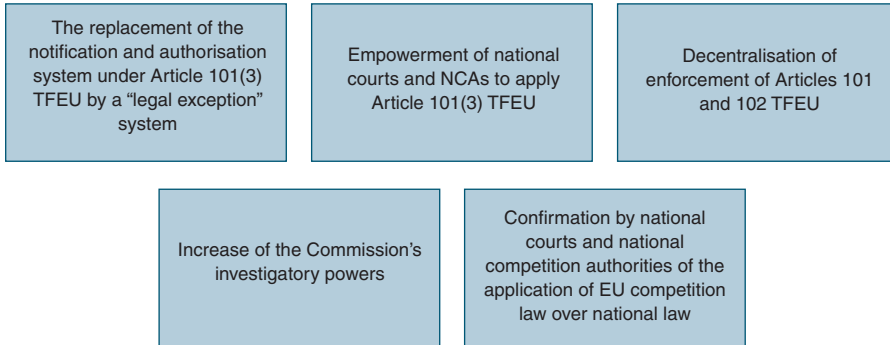 The replacement of the
notification and authorisation
system under Article 101(3)
TFEU by a “legal exception”
system
Empowerment of national
courts and NCAs to apply
Article 101(3) TFEU
Decentralisation of
enforcement of Articles 101
and 102 TFEU
Increase of the Commission’s
investigatory powers
Confirmation by national
courts and national
competition authorities of the
application of EU competition
law over national law